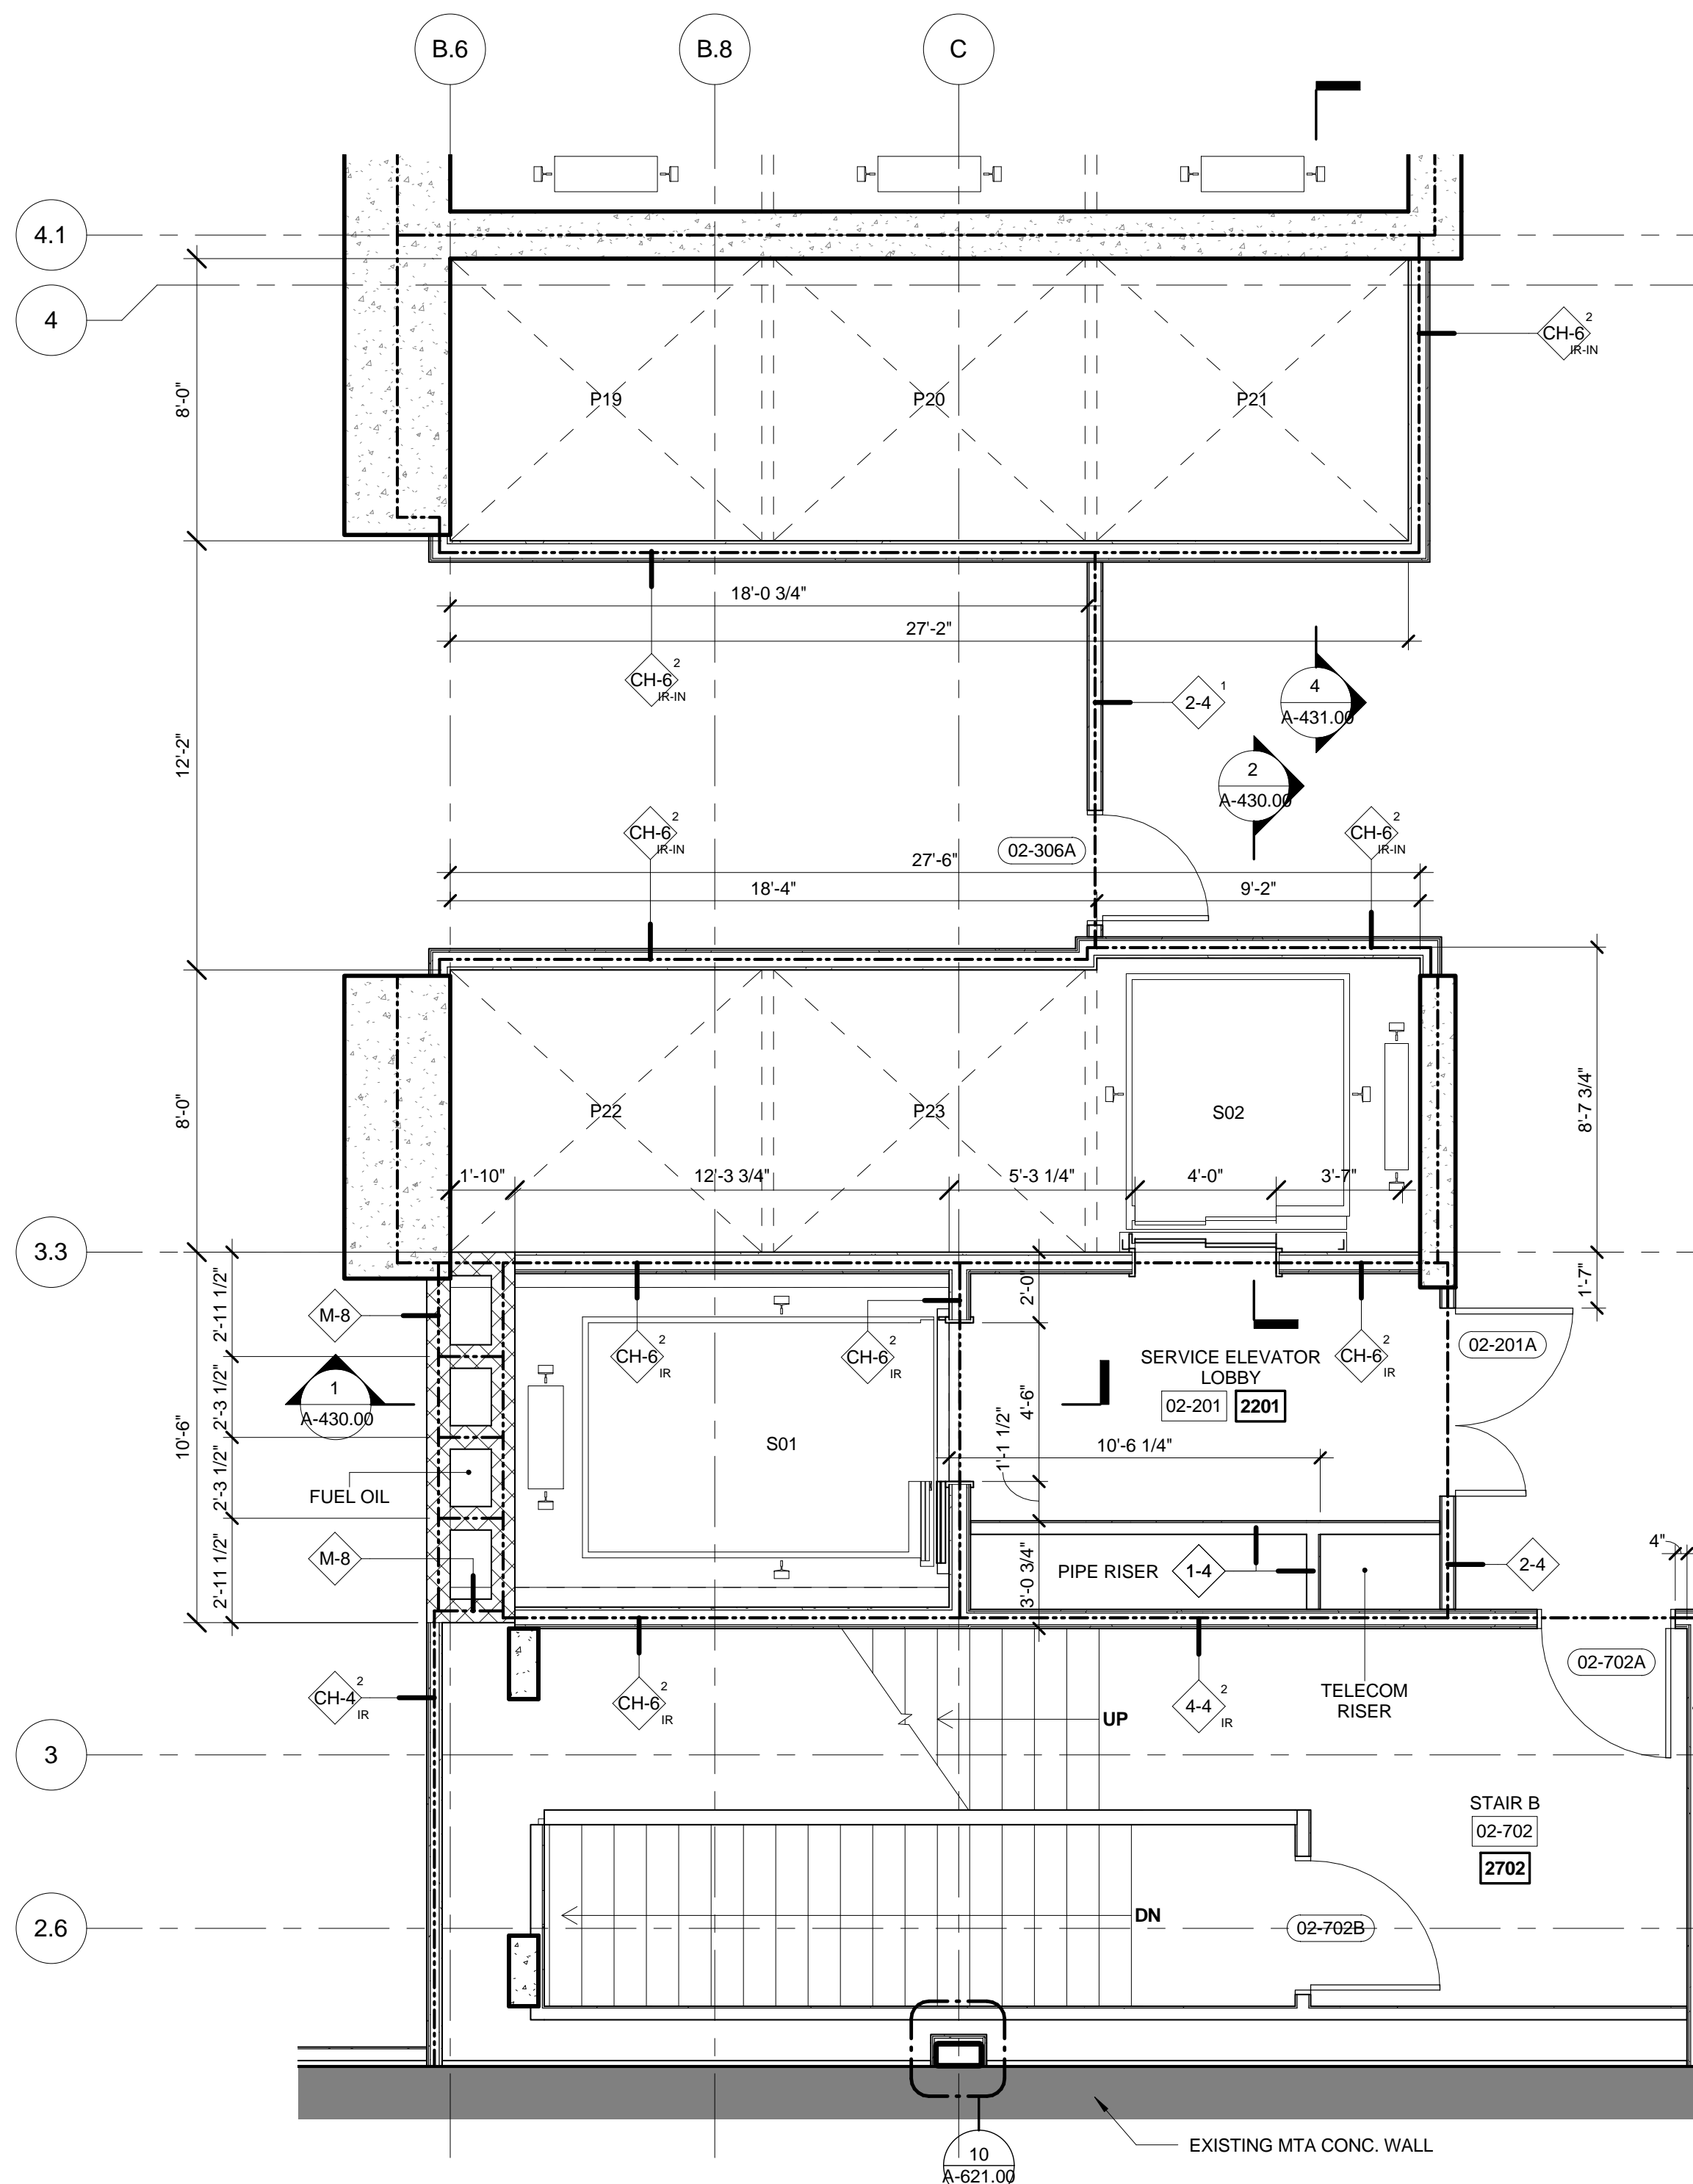 B.6
B.8
C
4.1
4
CH-6
2
IR-IN
8'-0"
P19
P20
P21
18'-0 3/4"
27'-2"
CH-6
2
IR-IN
2-4
1
4
A-431.00
12'-2"
2
A-430.00
CH-6
2
IR-IN
02-306A
CH-6
2
IR-IN
27'-6"
18'-4"
9'-2"
8'-0"
P22
P23
S02
8'-7 3/4"
1'-10"
12'-3 3/4"
5'-3 1/4"
4'-0"
3'-7"
3.3
2'-11 1/2"
M-8
2'-0"
1'-7"
CH-6
2
IR
CH-6
2
IR
SERVICE ELEVATOR
LOBBY
02-201
2201
CH-6
2
IR
02-201A
1
A-430.00
2'-3 1/2"
4'-6"
10'-6"
S01
1'-1 1/2"
10'-6 1/4"
2'-3 1/2"
FUEL OIL
2'-11 1/2"
M-8
3'-0 3/4"
PIPE RISER
1-4
2-4
4"
02-702A
CH-4
2
IR
CH-6
2
IR
4-4
2
IR
TELECOM
RISER
UP
3
STAIR B
02-702
2702
DN
02-702B
2.6
10
A-621.00
EXISTING MTA CONC. WALL